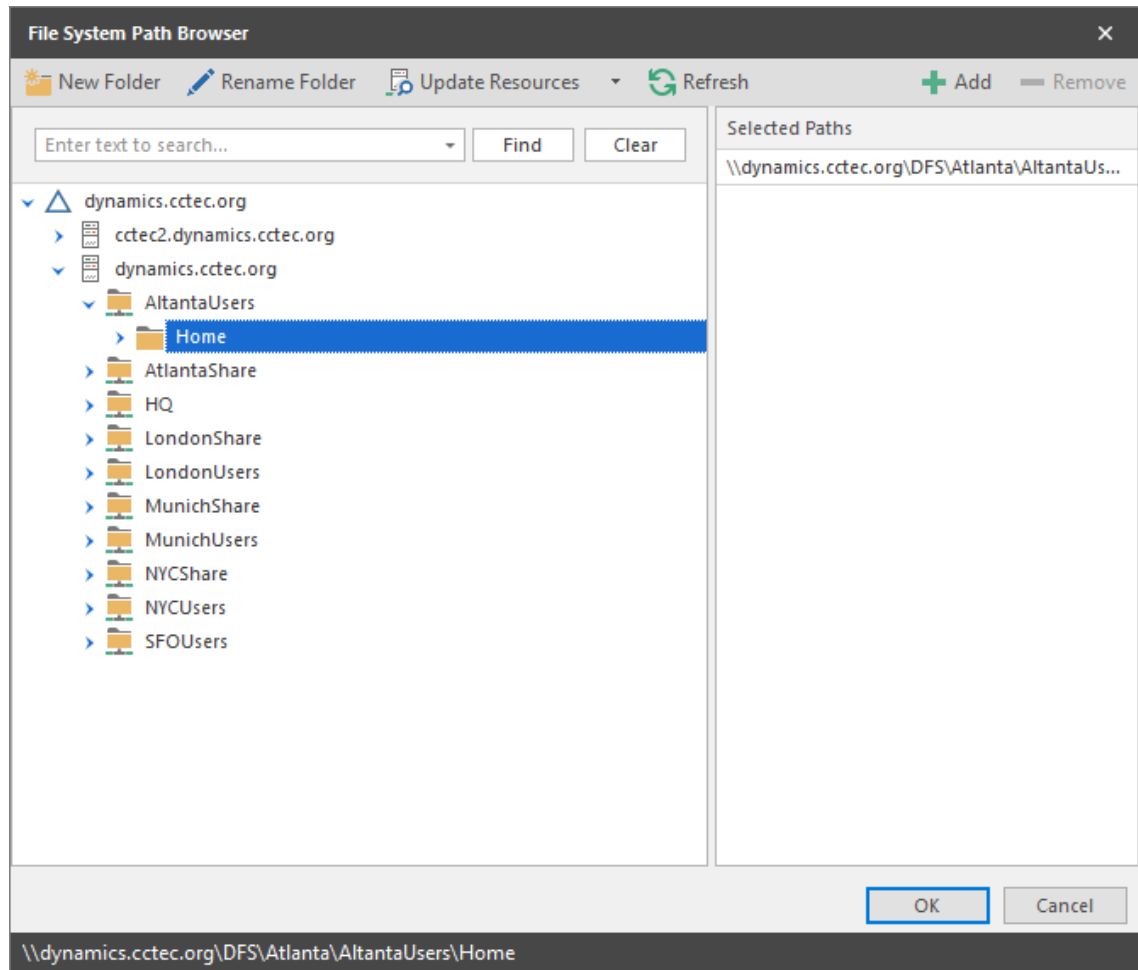 File System Path Browser
New Folder Rename Folder Update Resources Refresh Add Remove
Enter text to search... Find Clear
Selected Paths
\\dynamics.cctec.org\DFS\Atlanta\AltantaUs...
dynamics.cctec.org
cctec2.dynamics.cctec.org
dynamics.cctec.org
AltantaUsers
Home
AtlantaShare
HQ
LondonShare
LondonUsers
MunichShare
MunichUsers
NYCShare
NYCUsers
SFOUsers
OK Cancel
\\dynamics.cctec.org\DFS\Atlanta\AltantaUsers\Home